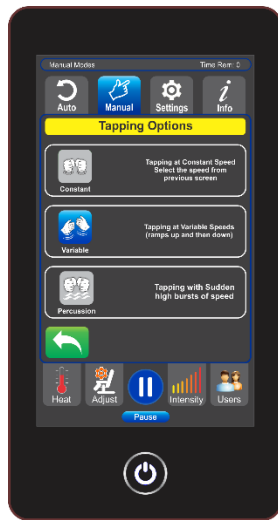 Manual Modes
Time Rem: 0
Auto
Manual
Settings
Info
Tapping Options
Constant
Tapping at Constant Speed
Select the speed from
previous screen
Variable
Tapping at Variable Speeds
(ramps up and then down)
Percussion
Tapping with Sudden
high bursts of speed
Heat
Adjust
Intensity
Users
Pause